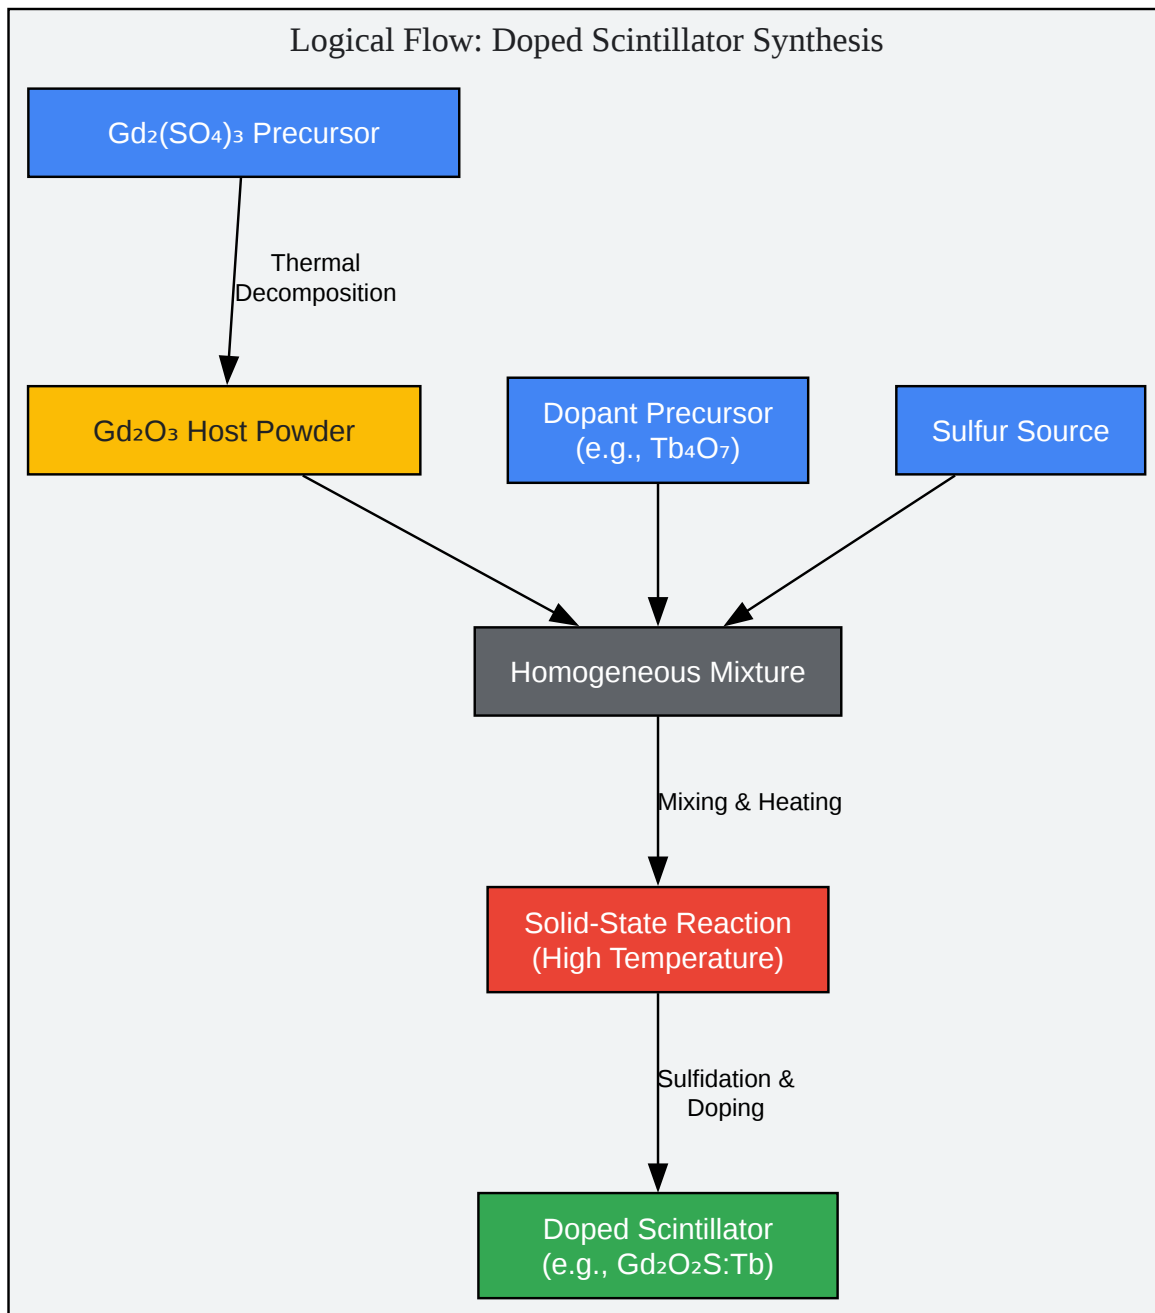 Logical Flow: Doped Scintillator Synthesis
Gd₂(SO₄)₃ Precursor
Thermal
Decomposition
Gd₂O₃ Host Powder
Dopant Precursor
(e.g., Tb₄O₇)
Sulfur Source
Homogeneous Mixture
Mixing & Heating
Solid-State Reaction
(High Temperature)
Sulfidation &
Doping
Doped Scintillator
(e.g., Gd₂O₂S:Tb)